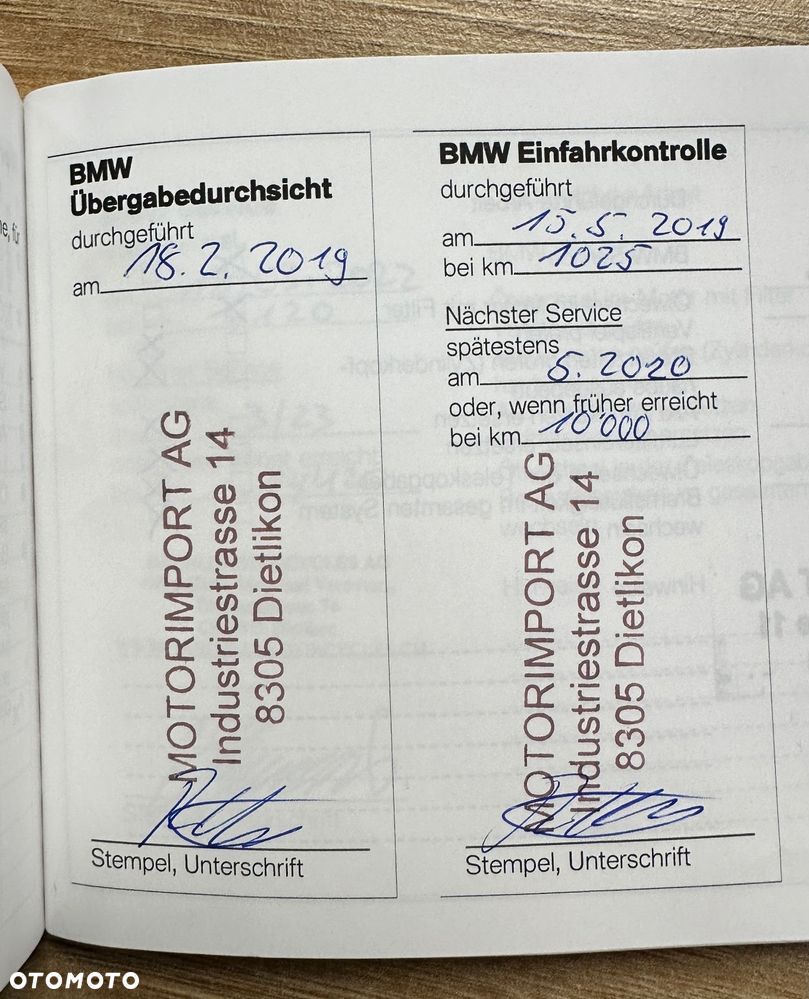 BMW
Übergabedurchsicht
durchgeführt
am 18.2.2019
MOTORIMPORT AG
Industriestrasse 14
8305 Dietlikon
Stempel, Unterschrift
BMW Einfahrkontrolle
durchgeführt
am 15.5.2019
bei km 1025
Nächster Service
spätestens
am 5.2020
oder, wenn früher erreicht
bei km 10'000
MOTORIMPORT AG
Industriestrasse 14
8305 Dietlikon
Stempel, Unterschrift
OTOMOTO